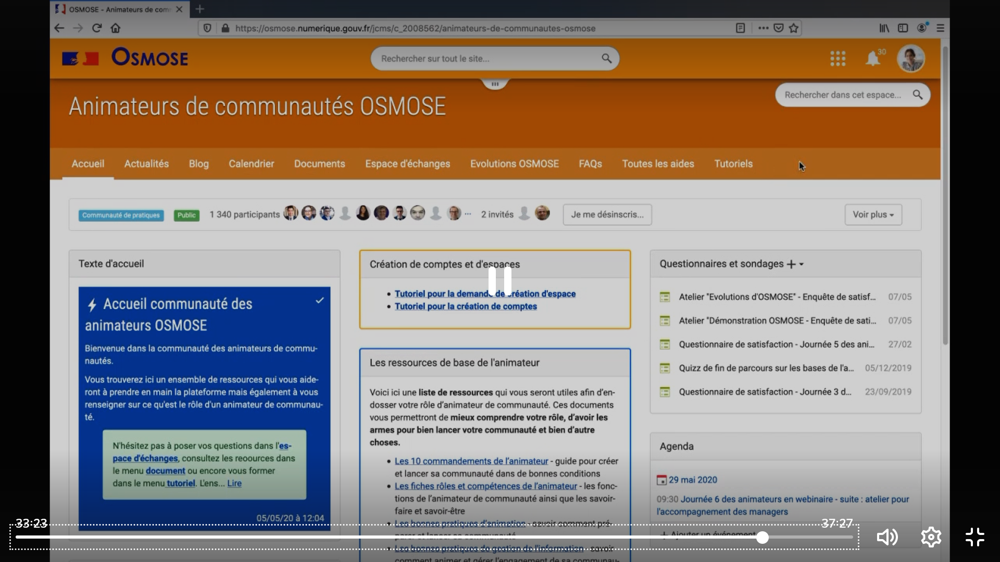 OSMOSE - Animateurs de com
https://osmose.numerique.gouv.fr/jcms/c_2008562/animateurs-de-communautes-osmose
OSMOSE
Rechercher sur tout le site...
30
Animateurs de communautés OSMOSE
Rechercher dans cet espace...
Accueil Actualités Blog Calendrier Documents Espace d'échanges Evolutions OSMOSE FAQs Toutes les aides Tutoriels
Communauté de pratiques Public 1 340 participants ... 2 invités Je me désinscris... Voir plus
Texte d'accueil
Accueil communauté des
animateurs OSMOSE
Bienvenue dans la communauté des animateurs de commu-
nautés.
Vous trouverez ici un ensemble de ressources qui vous aide-
ront à prendre en main la plateforme mais également à vous
renseigner sur ce qu'est le rôle d'un animateur de communau-
té.
N'hésitez pas à poser vos questions dans l'es-
pace d'échanges, consultez les reoources dans
le menu document ou encore vous former
dans le menu tutoriel. L'ens... Lire
05/05/20 à 12:04
Création de comptes et d'espaces
• Tutoriel pour la demande de création d'espace
• Tutoriel pour la création de comptes
Les ressources de base de l'animateur
Voici ici une liste de ressources qui vous seront utiles afin d'en-
dosser votre rôle d'animateur de communauté. Ces documents
vous permettront de mieux comprendre votre rôle, d'avoir les
armes pour bien lancer votre communauté et bien d'autre
choses.
• Les 10 commandements de l'animateur - guide pour créer
et lancer sa communauté dans de bonnes conditions
• Les fiches rôles et compétences de l'animateur - les fonc-
tions de l'animateur de communauté ainsi que les savoir-
faire et savoir-être
• Les bonnes pratiques d'animation - savoir comment pré-
parer et lancer sa communauté
• Les bonnes pratiques de gestion de l'information - savoir
comment animer et gérer l'engagement de sa communau-
Questionnaires et sondages
Atelier "Evolutions d'OSMOSE" - Enquête de satisf... 07/05
Atelier "Démonstration OSMOSE - Enquête de sati... 07/05
Questionnaire de satisfaction - Journée 5 des ani... 27/02
Quizz de fin de parcours sur les bases de l'a... 05/12/2019
Questionnaire de satisfaction - Journée 3 d... 23/09/2019
Agenda
29 mai 2020
09:30 Journée 6 des animateurs en webinaire - suite : atelier pour
l'accompagnement des managers
+ Ajouter un événement
33:23
37:27